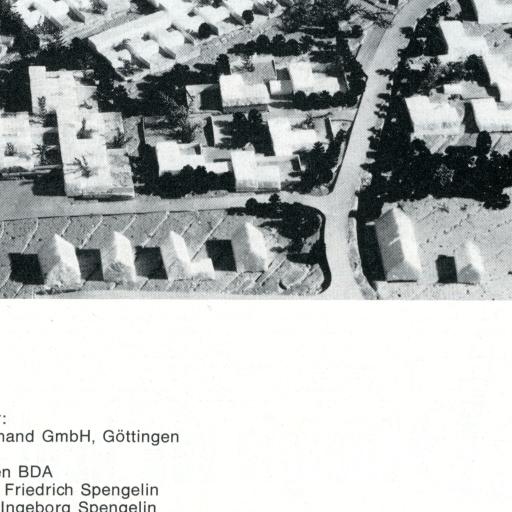 r:
hand GmbH, Göttingen
en BDA
Friedrich Spengelin
Ingeborg Spengelin